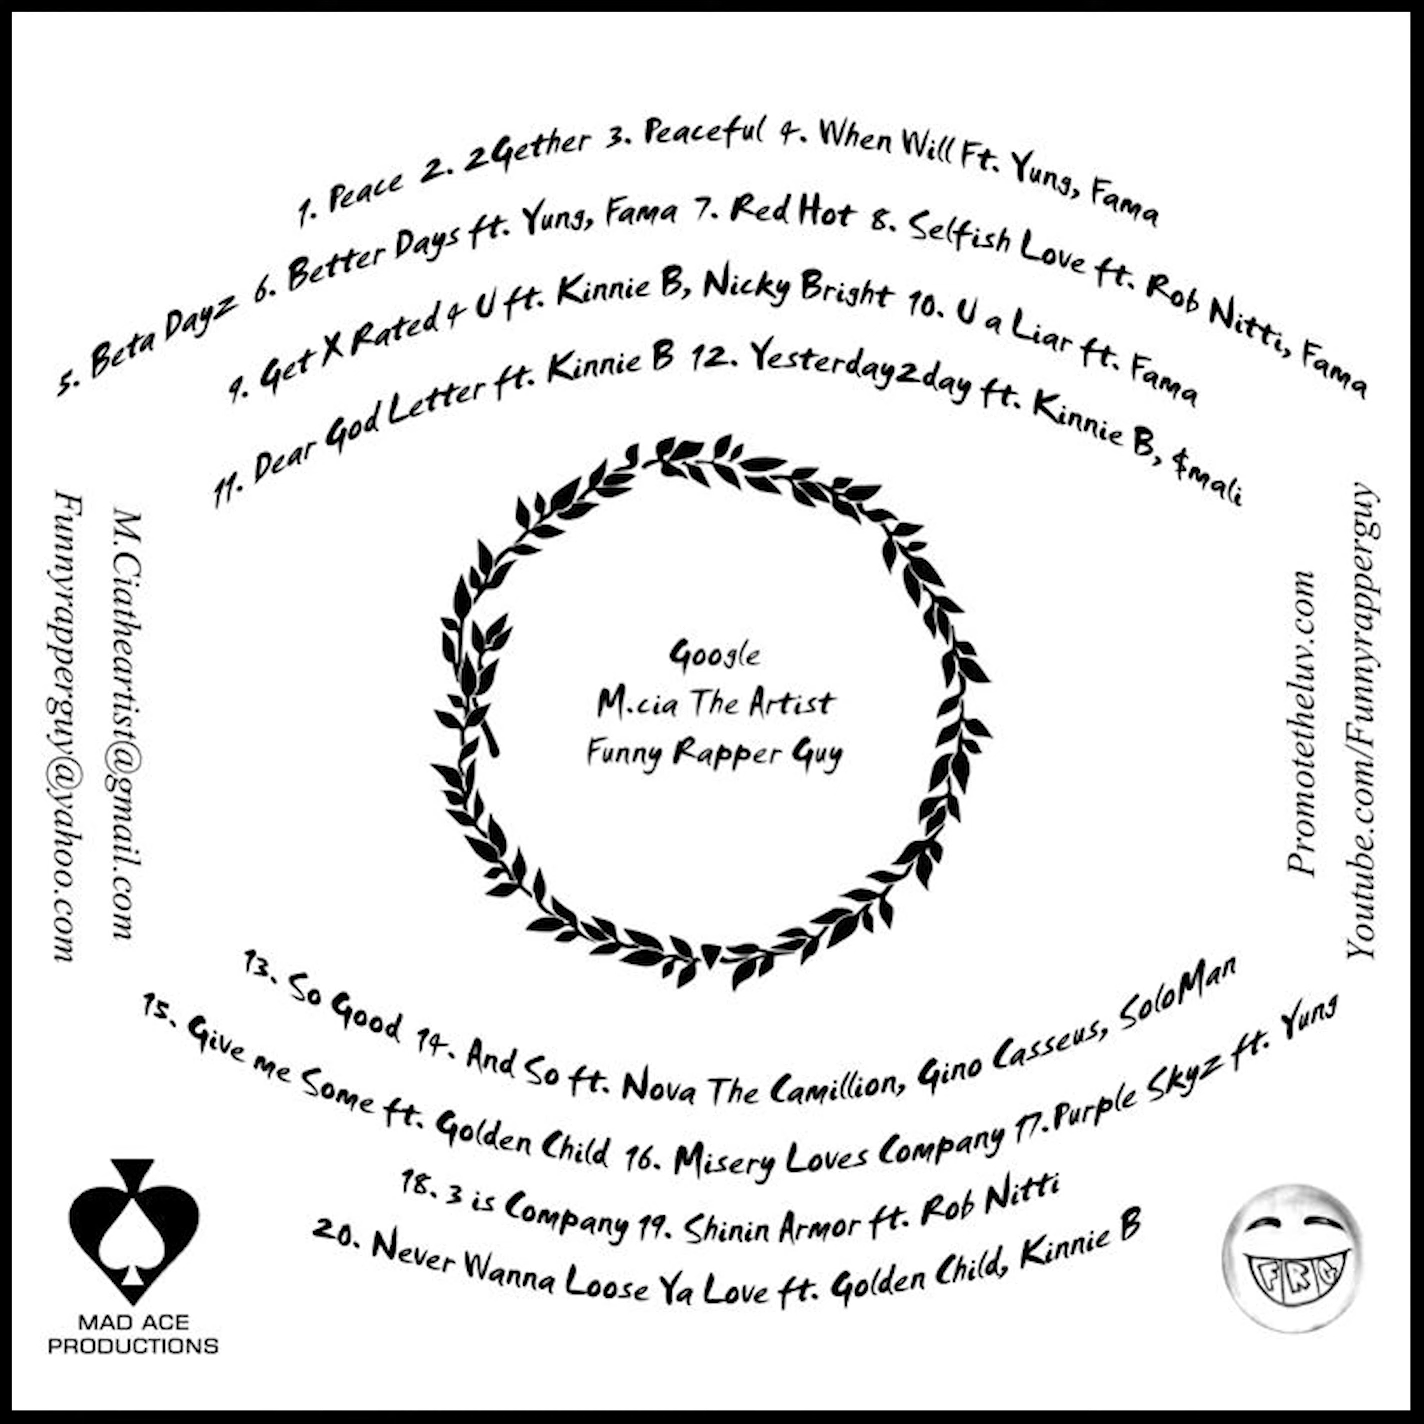 1. Peace 2. 2Gether 3. Peaceful 4. When Will Ft. Yung, Fama
5. Beta Dayz 6. Better Days ft. Yung, Fama 7. Red Hot 8. Selfish Love ft. Rob Nitti, Fama
9. Get X Rated 4 U ft. Kinnie B, Nicky Bright 10. U a Liar ft. Fama
11. Dear God Letter ft. Kinnie B 12. Yesterday2day ft. Kinnie B, $mali
Funnyrapperguy@yahoo.com
M.Ciatheartist@gmail.com
Google
M.cia The Artist
Funny Rapper Guy
Promotetheluv.com
Youtube.com/Funnyrapperguy
13. So Good 14. And So ft. Nova The Camillion, Gino Casseus, SoloMan
15. Give me Some ft. Golden Child 16. Misery Loves Company 17.Purple Skyz ft. Yung
18. 3 is Company 19. Shinin Armor ft. Rob Nitti
20. Never Wanna Loose Ya Love ft. Golden Child, Kinnie B
MAD ACE
PRODUCTIONS
FRG